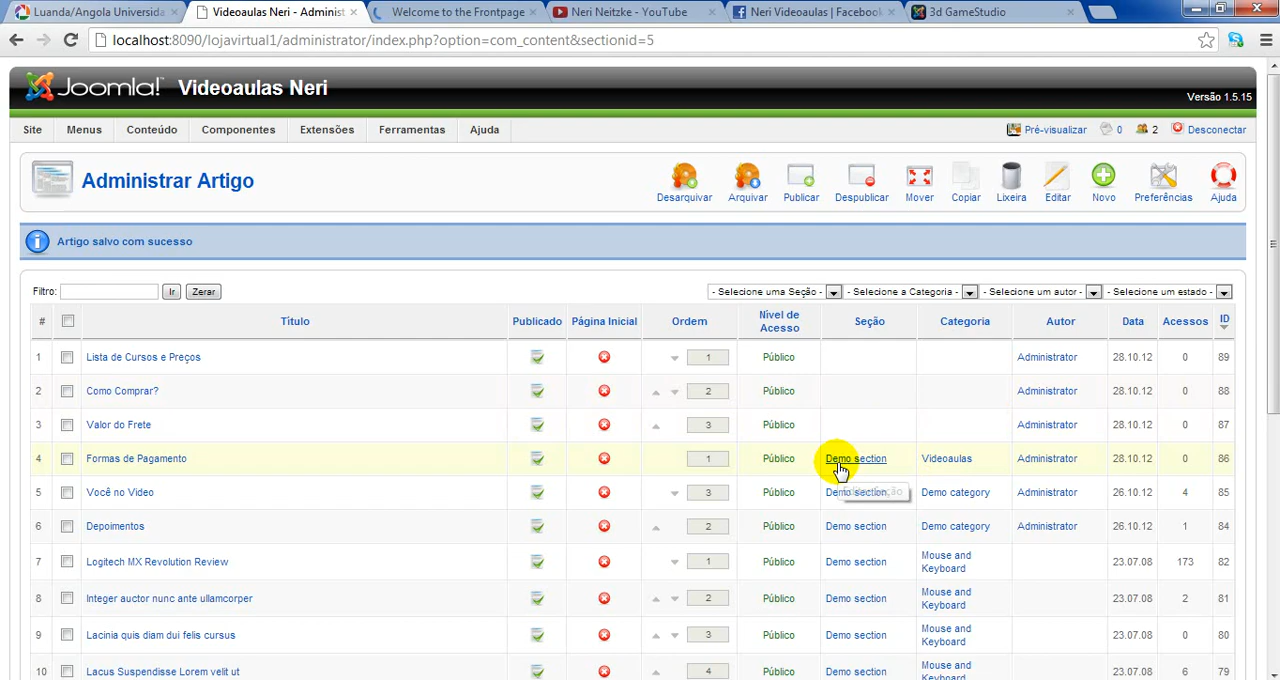 Luanda/Angola Universida
Videoaulas Neri - Administ
Welcome to the Frontpage
Neri Neitzke - YouTube
Neri Videoaulas | Facebook
3d GameStudio
localhost:8090/lojavirtual1/administrator/index.php?option=com_content&sectionid=5
Joomla! Videoaulas Neri
Versão 1.5.15
Site Menus Conteúdo Componentes Extensões Ferramentas Ajuda
Pré-visualizar 0 2 Desconectar
Administrar Artigo
Desarquivar Arquivar Publicar Despublicar Mover Copiar Lixeira Editar Novo Preferências Ajuda
Artigo salvo com sucesso
Filtro: Ir Zerar - Selecione uma Seção - - Selecione a Categoria - - Selecione um autor - - Selecione um estado -
# Título Publicado Página Inicial Ordem Nível de Acesso Seção Categoria Autor Data Acessos ID
1 Lista de Cursos e Preços 1 Público Administrator 28.10.12 0 89
2 Como Comprar? 2 Público Administrator 28.10.12 0 88
3 Valor do Frete 3 Público Administrator 28.10.12 0 87
4 Formas de Pagamento 1 Público Demo section Videoaulas Administrator 28.10.12 0 86
5 Você no Video 3 Público Demo section Demo category Administrator 26.10.12 4 85
6 Depoimentos 2 Público Demo section Demo category Administrator 26.10.12 1 84
7 Logitech MX Revolution Review 1 Público Demo section Mouse and Keyboard 23.07.08 173 82
8 Integer auctor nunc ante ullamcorper 2 Público Demo section Mouse and Keyboard 23.07.08 2 81
9 Lacinia quis diam dui felis cursus 3 Público Demo section Mouse and Keyboard 23.07.08 0 80
10 Lacus Suspendisse Lorem velit ut 4 Público Demo section Mouse and Keyboard 23.07.08 6 79